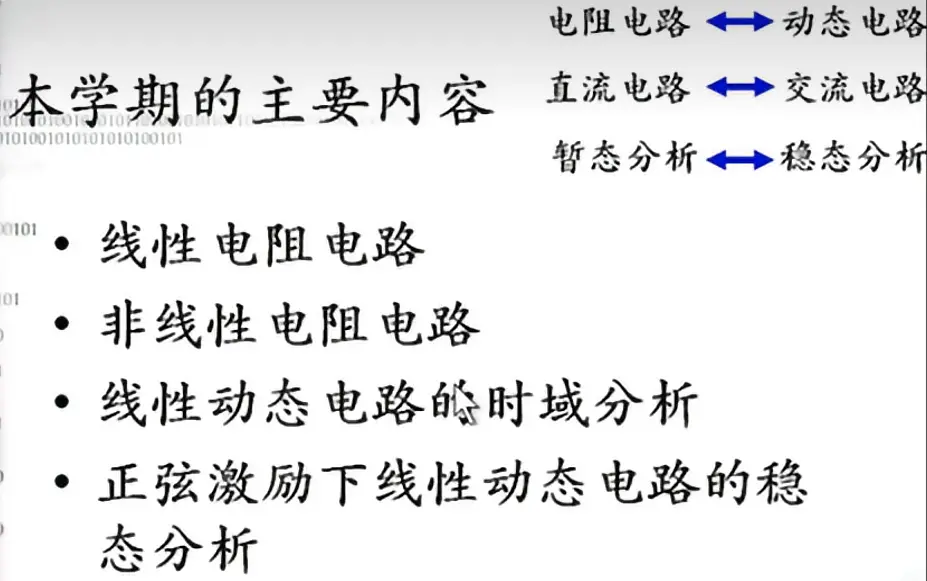 电阻电路 ↔ 动态电路
直流电路 ↔ 交流电路
暂态分析 ↔ 稳态分析
本学期的主要内容
• 线性电阻电路
• 非线性电阻电路
• 线性动态电路的时域分析
• 正弦激励下线性动态电路的稳
态分析